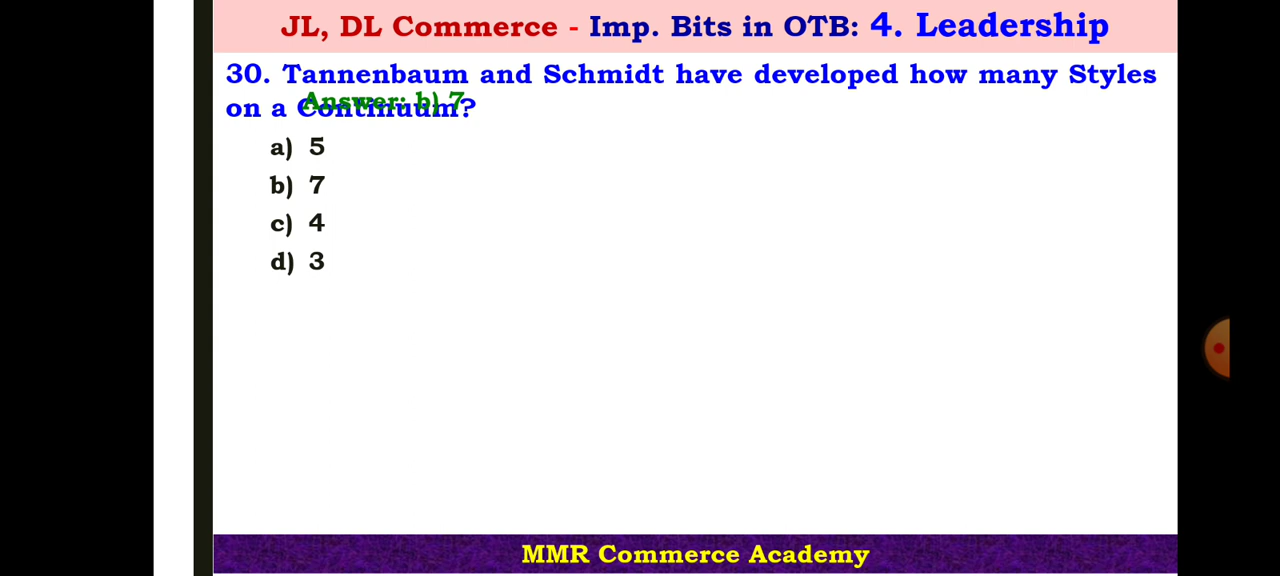 JL, DL Commerce - Imp. Bits in OTB: 4. Leadership
30. Tannenbaum and Schmidt have developed how many Styles
Answer: b) 7
on a Continuum?
a) 5
b) 7
c) 4
d) 3
MMR Commerce Academy